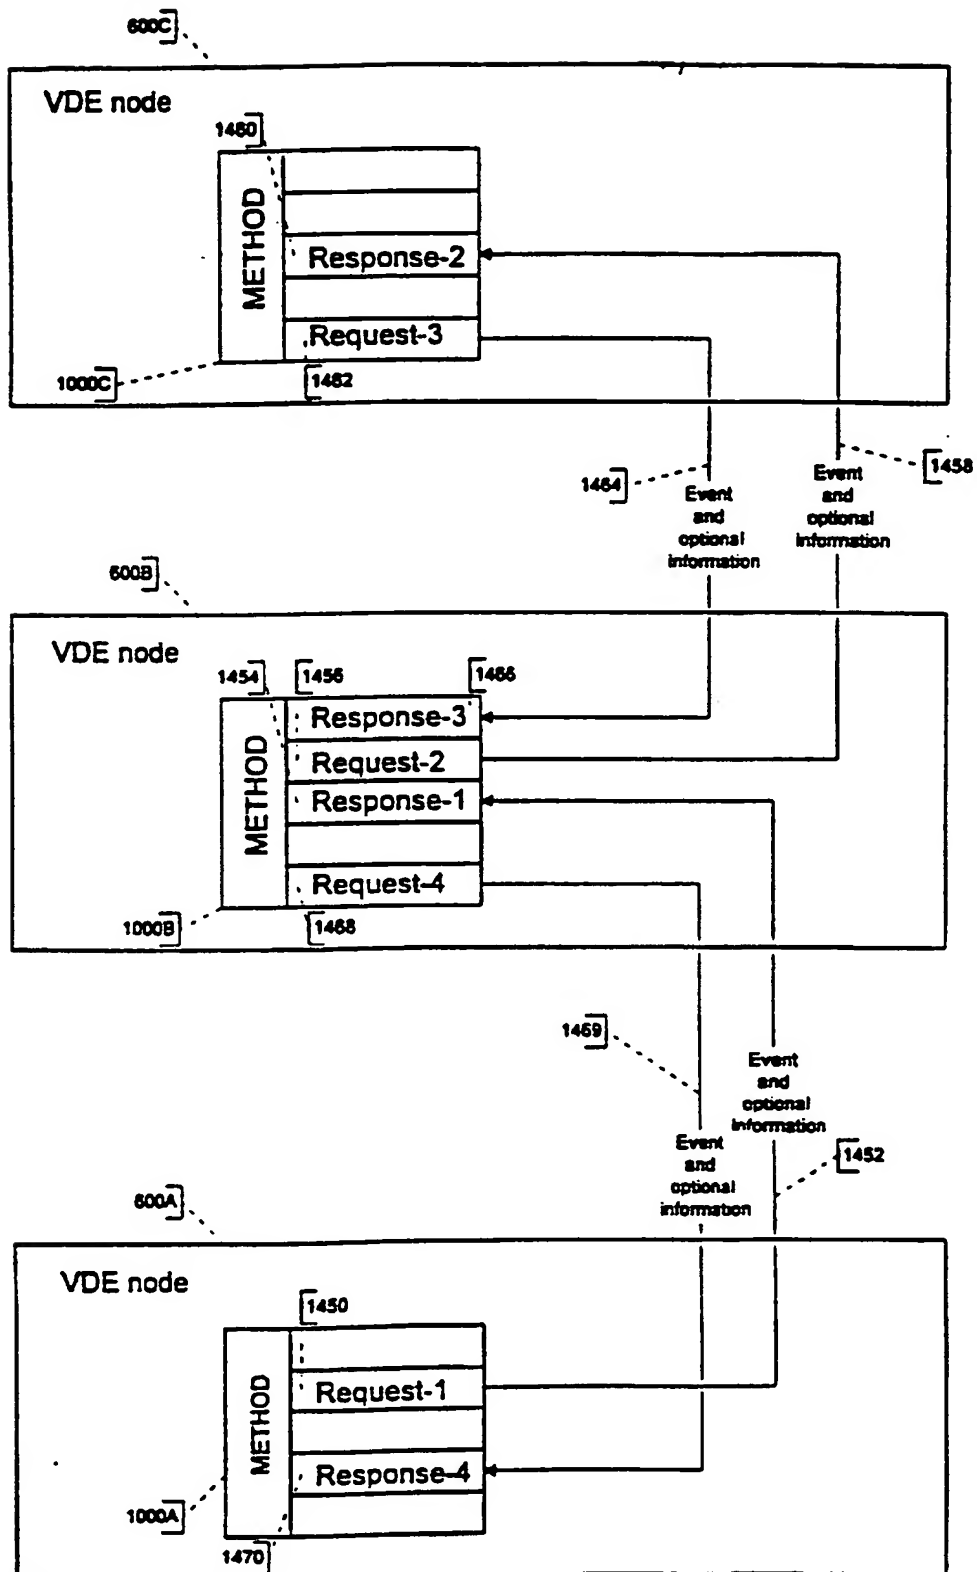 600C
VDE node
1460
METHOD
Response-2
Request-3
1000C
1462
1464
Event
and
optional
information
1458
Event
and
optional
information
600B
VDE node
1454
1456
1466
METHOD
Response-3
Request-2
Response-1
Request-4
1000B
1468
1469
Event
and
optional
information
Event
and
optional
information
1452
600A
VDE node
1450
METHOD
Request-1
Response-4
1000A
1470